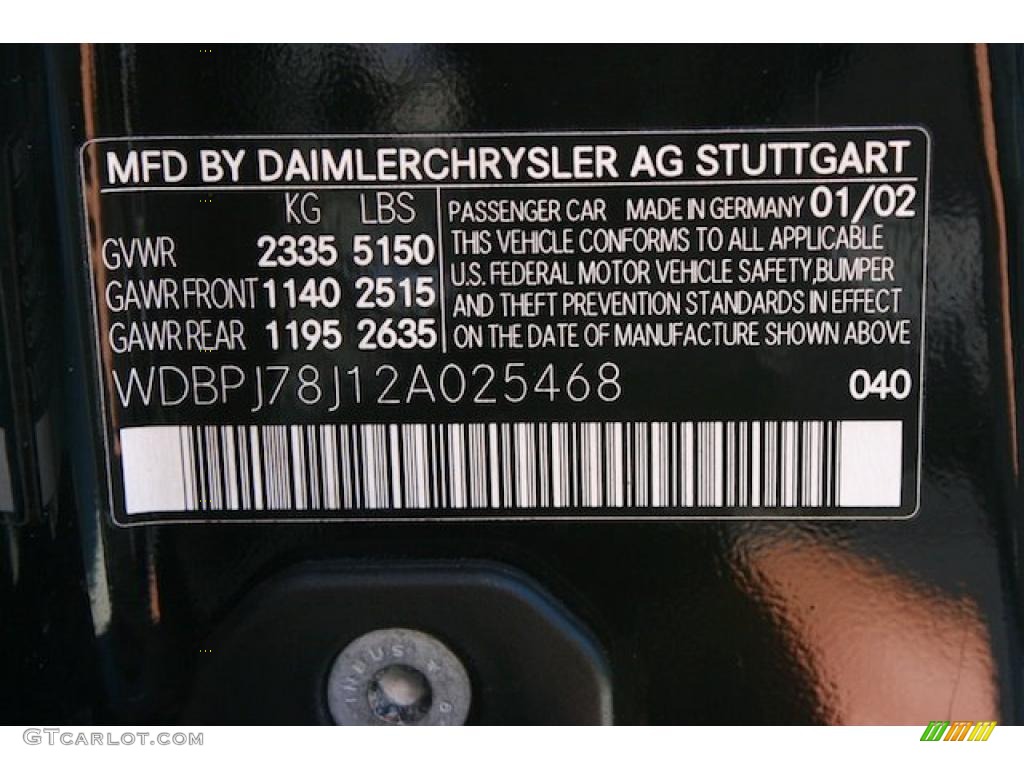 MFD BY DAIMLERCHRYSLER AG STUTTGART
KG LBS
GVWR 2335 5150
GAWR FRONT 1140 2515
GAWR REAR 1195 2635
PASSENGER CAR MADE IN GERMANY 01/02
THIS VEHICLE CONFORMS TO ALL APPLICABLE
U.S. FEDERAL MOTOR VEHICLE SAFETY,BUMPER
AND THEFT PREVENTION STANDARDS IN EFFECT
ON THE DATE OF MANUFACTURE SHOWN ABOVE
WDBPJ78J12A025468 040
GTCarlot.com